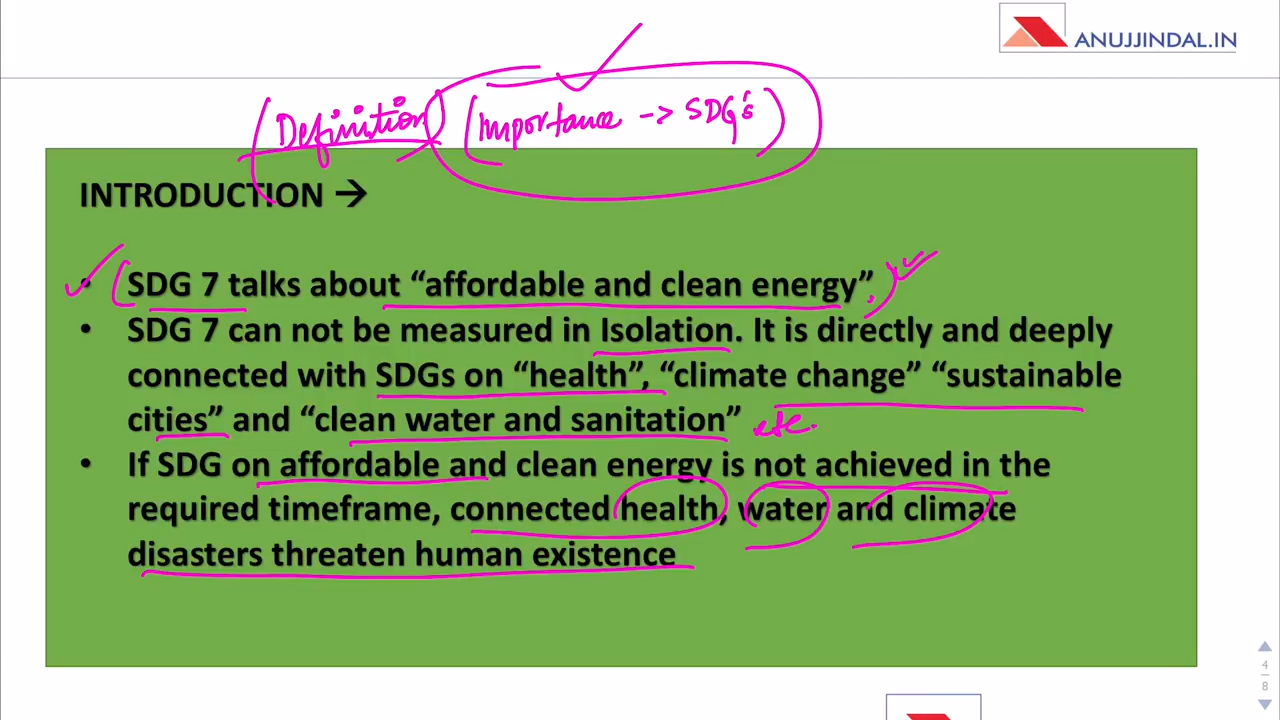 ANUJJINDAL.IN
(Definition) (Importance -> SDG's)
INTRODUCTION →
• SDG 7 talks about “affordable and clean energy”.
• SDG 7 can not be measured in Isolation. It is directly and deeply
connected with SDGs on “health”, “climate change” “sustainable
cities” and “clean water and sanitation” etc.
• If SDG on affordable and clean energy is not achieved in the
required timeframe, connected health, water and climate
disasters threaten human existence
4
8